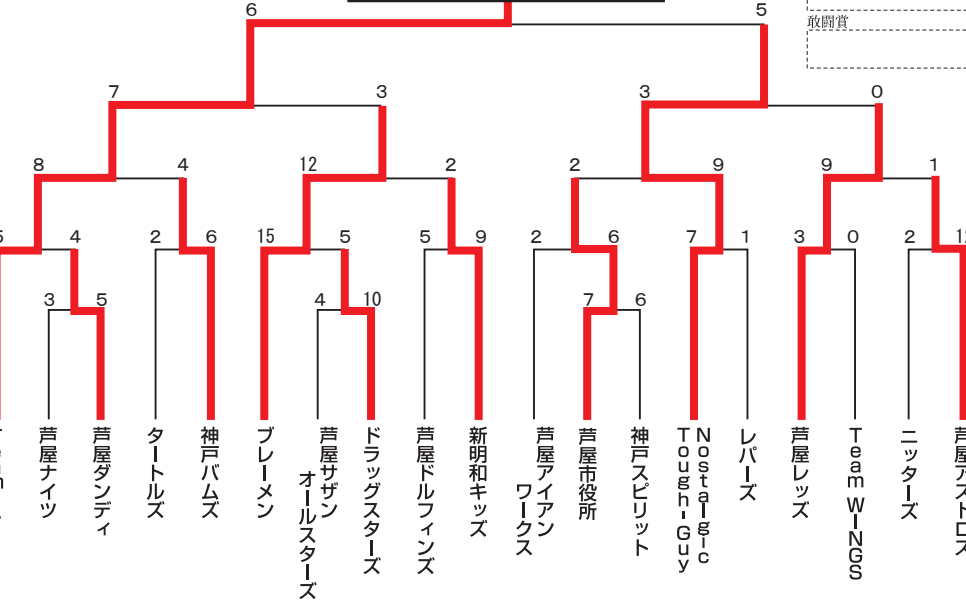 6
5
敢闘賞
7
3
3
0
8
4
12
2
2
9
9
1
4
2
6
15
5
5
9
2
6
7
1
3
0
2
3
5
4
10
7
6
芦屋ナイツ
芦屋ダンディ
タートルズ
神戸バムズ
ブレーメン
芦屋サザン
オールスターズ
ドラッグスターズ
芦屋ドルフィンズ
新明和キッズ
芦屋アイアン
ワークス
芦屋市役所
神戸スピリット
Nostalgic
Tough-Guy
レパーズ
芦屋レッズ
Team WINGS
ニッターズ
芦屋アストロズ